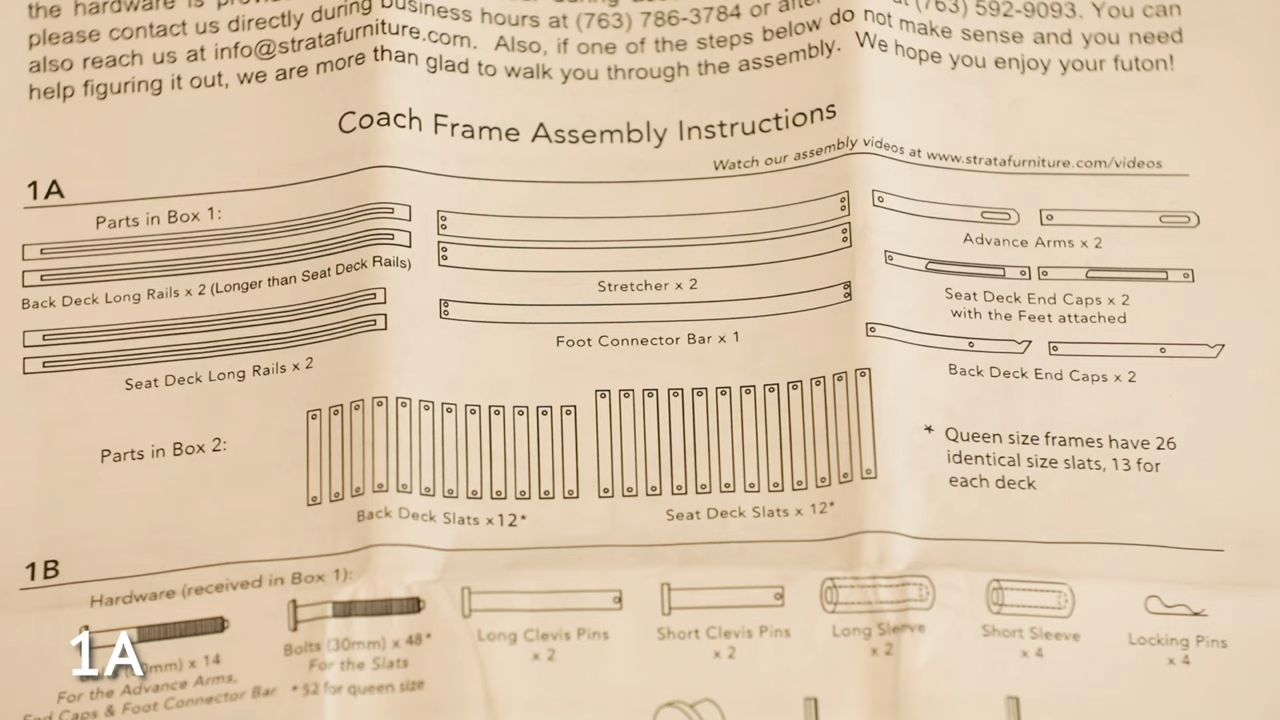 the hardware is
please contact us directly during business hours at (763) 786-3784 or after at (763) 592-9093. You can
also reach us at info@stratafurniture.com. Also, if one of the steps below do not make sense and you need
help figuring it out, we are more than glad to walk you through the assembly. We hope you enjoy your futon!
Coach Frame Assembly Instructions
Watch our assembly videos at www.stratafurniture.com/videos
1A
Parts in Box 1:
Back Deck Long Rails x 2 (Longer than Seat Deck Rails)
Seat Deck Long Rails x 2
Stretcher x 2
Foot Connector Bar x 1
Advance Arms x 2
Seat Deck End Caps x 2
with the Feet attached
Back Deck End Caps x 2
Parts in Box 2:
Back Deck Slats x12*
Seat Deck Slats x 12*
* Queen size frames have 26
identical size slats, 13 for
each deck
1B
Hardware (received in Box 1):
mm) x 14
For the Advance Arms,
End Caps & Foot Connector Bar
Bolts (30mm) x 48*
For the Slats
* 52 for queen size
Long Clevis Pins
x 2
Short Clevis Pins
x 2
Long Sleeve
x 2
Short Sleeve
x 4
Locking Pins
x 4
1A